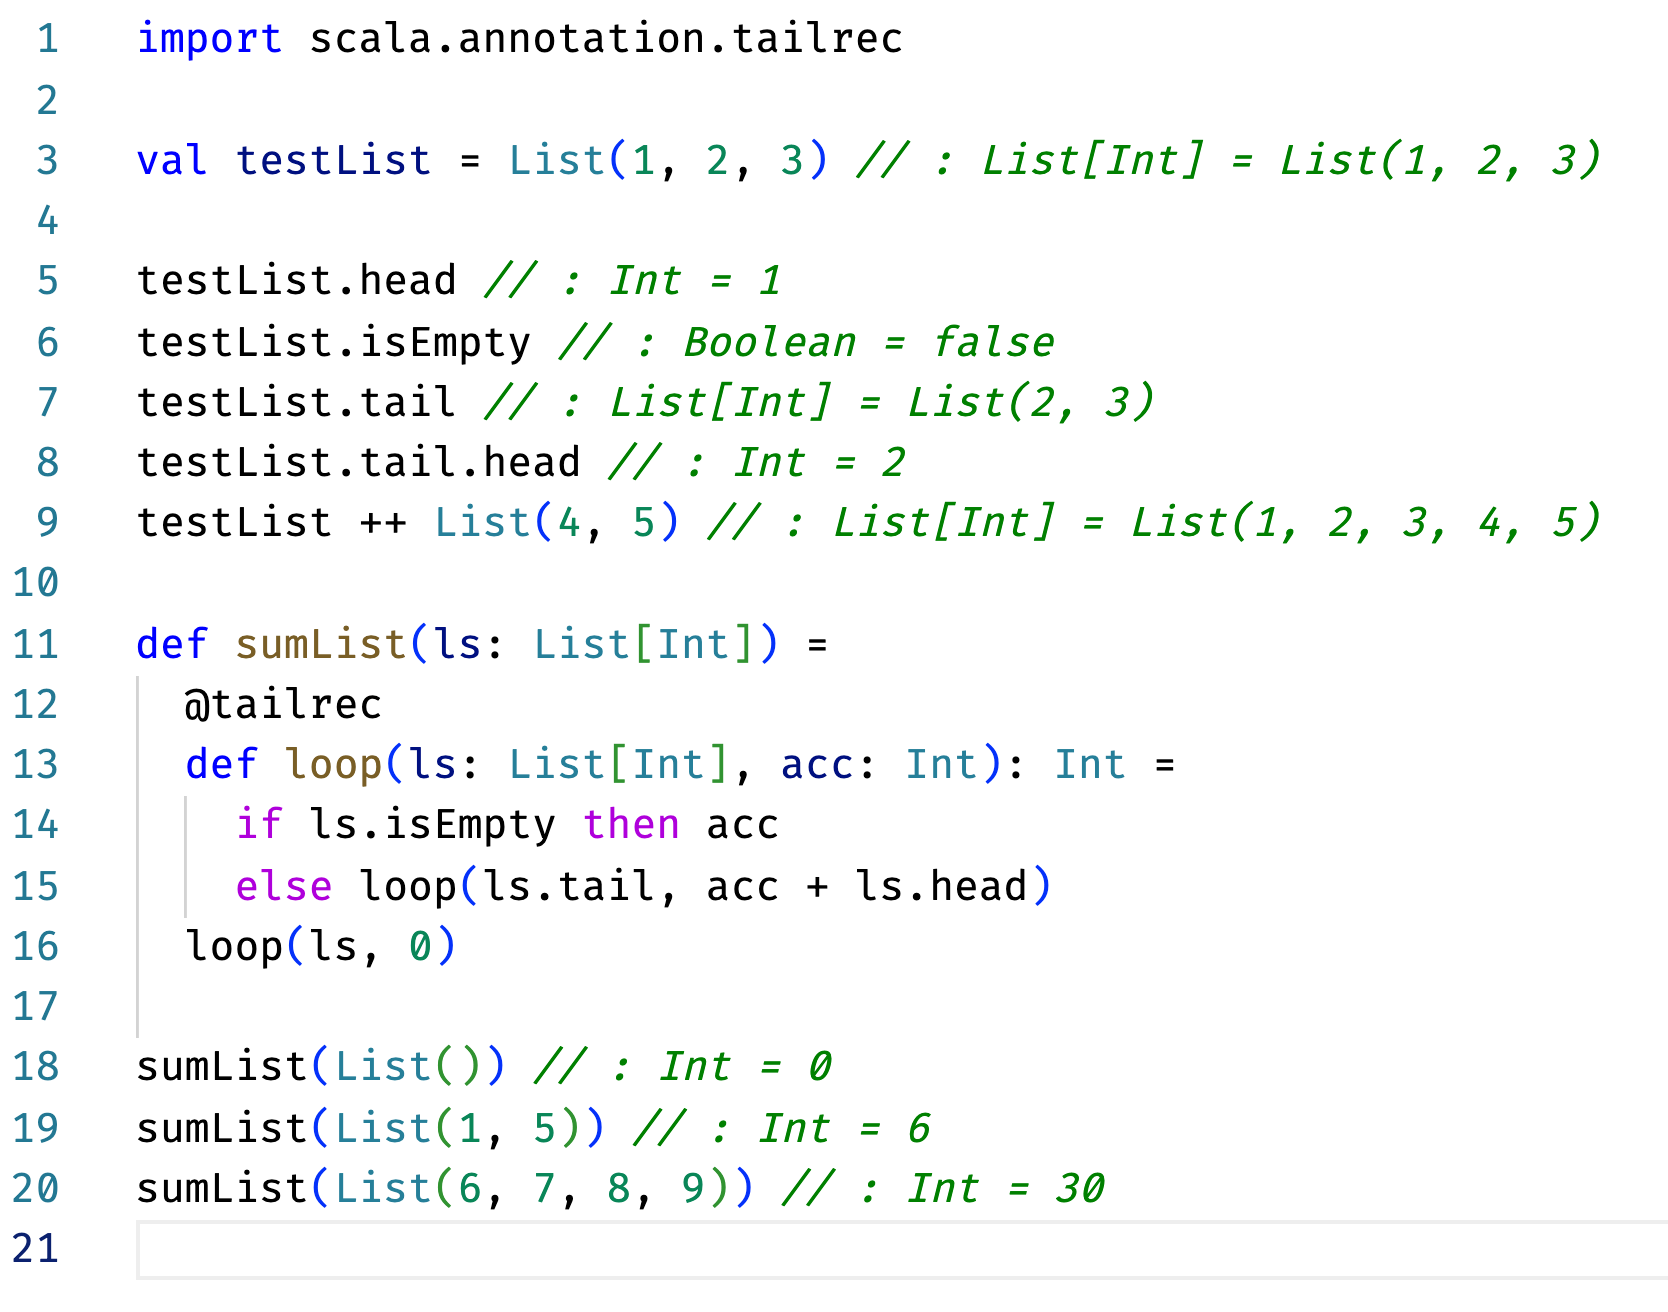 1 import scala.annotation.tailrec
2
3 val testList = List(1, 2, 3) // : List[Int] = List(1, 2, 3)
4
5 testList.head // : Int = 1
6 testList.isEmpty // : Boolean = false
7 testList.tail // : List[Int] = List(2, 3)
8 testList.tail.head // : Int = 2
9 testList ++ List(4, 5) // : List[Int] = List(1, 2, 3, 4, 5)
10
11 def sumList(ls: List[Int]) =
12   @tailrec
13   def loop(ls: List[Int], acc: Int): Int =
14     if ls.isEmpty then acc
15     else loop(ls.tail, acc + ls.head)
16   loop(ls, 0)
17
18 sumList(List()) // : Int = 0
19 sumList(List(1, 5)) // : Int = 6
20 sumList(List(6, 7, 8, 9)) // : Int = 30
21